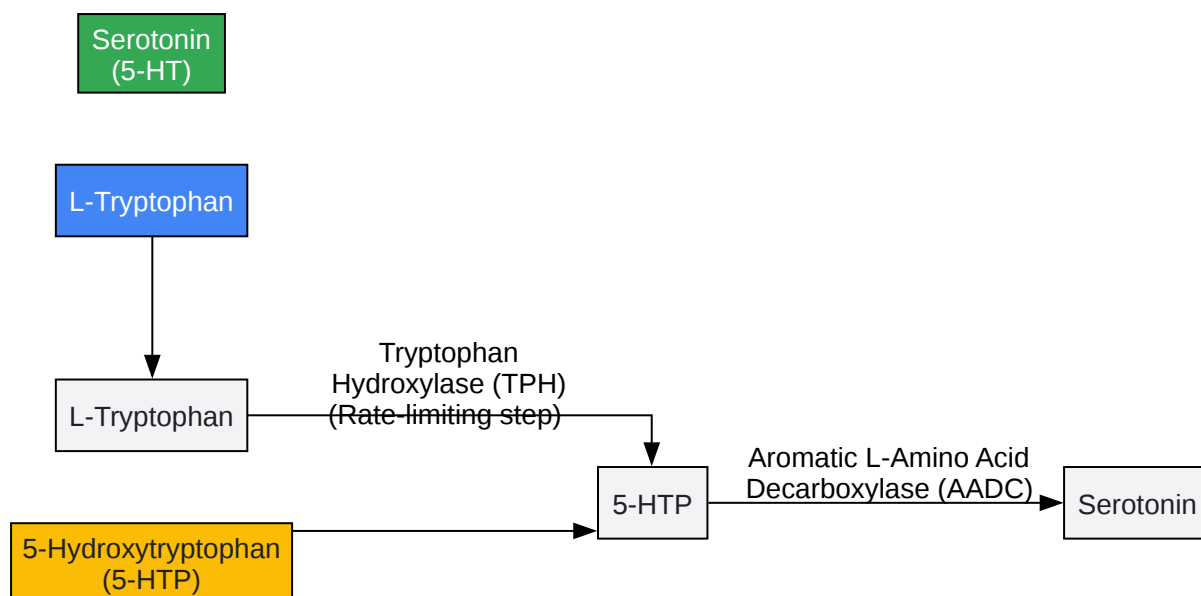 Serotonin
(5-HT)
L-Tryptophan
Tryptophan
Hydroxylase (TPH)
(Rate-limiting step)
L-Tryptophan
Aromatic L-Amino Acid
Decarboxylase (AADC)
5-HTP
Serotonin
5-Hydroxytryptophan
(5-HTP)